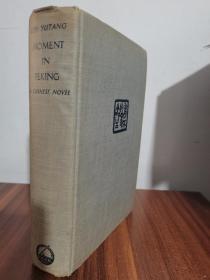 LIN YUTANG
MOMENT
IN
PEKING
A CHINESE NOVEL